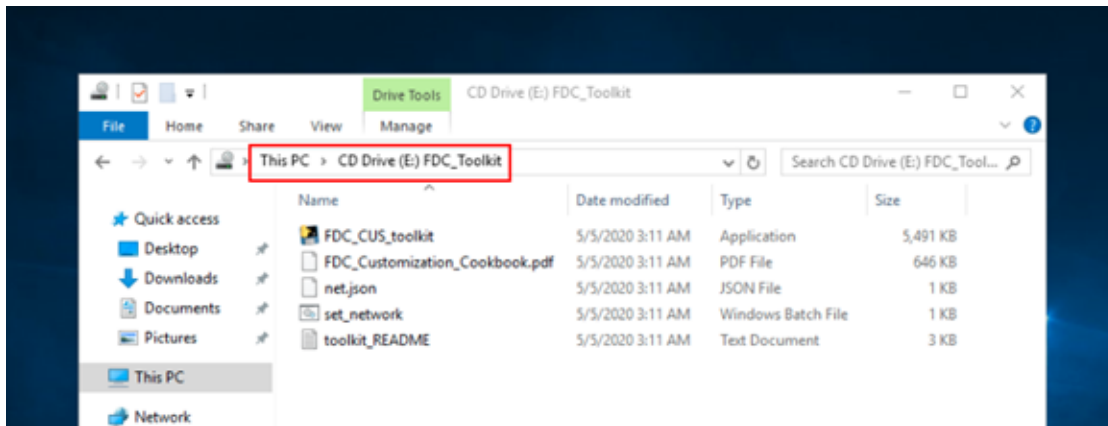 Drive Tools CD Drive (E:) FDC_Toolkit
File Home Share View Manage
This PC › CD Drive (E:) FDC_Toolkit Search CD Drive (E:) FDC_Tool...
Name Date modified Type Size
Quick access
Desktop
Downloads
Documents
Pictures
This PC
Network
FDC_CUS_toolkit 5/5/2020 3:11 AM Application 5,491 KB
FDC_Customization_Cookbook.pdf 5/5/2020 3:11 AM PDF File 646 KB
net.json 5/5/2020 3:11 AM JSON File 1 KB
set_network 5/5/2020 3:11 AM Windows Batch File 1 KB
toolkit_README 5/5/2020 3:11 AM Text Document 3 KB